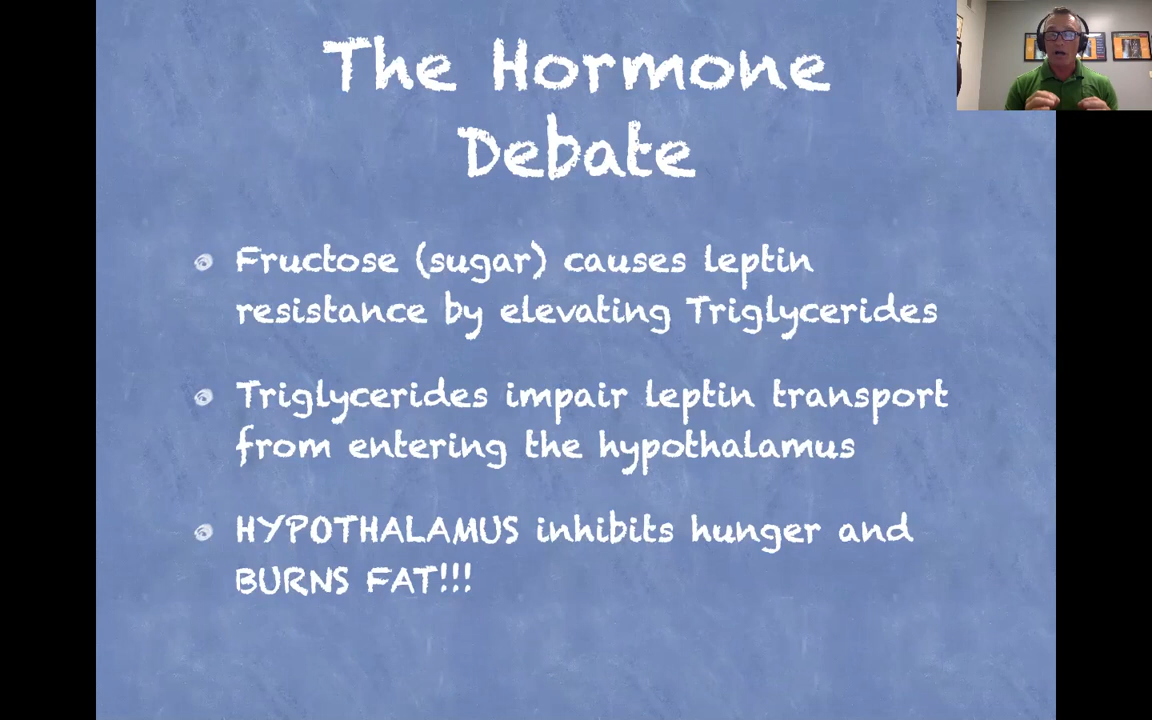 The Hormone
Debate
Fructose (sugar) causes leptin
resistance by elevating Triglycerides
Triglycerides impair leptin transport
from entering the hypothalamus
HYPOTHALAMUS inhibits hunger and
BURNS FAT!!!